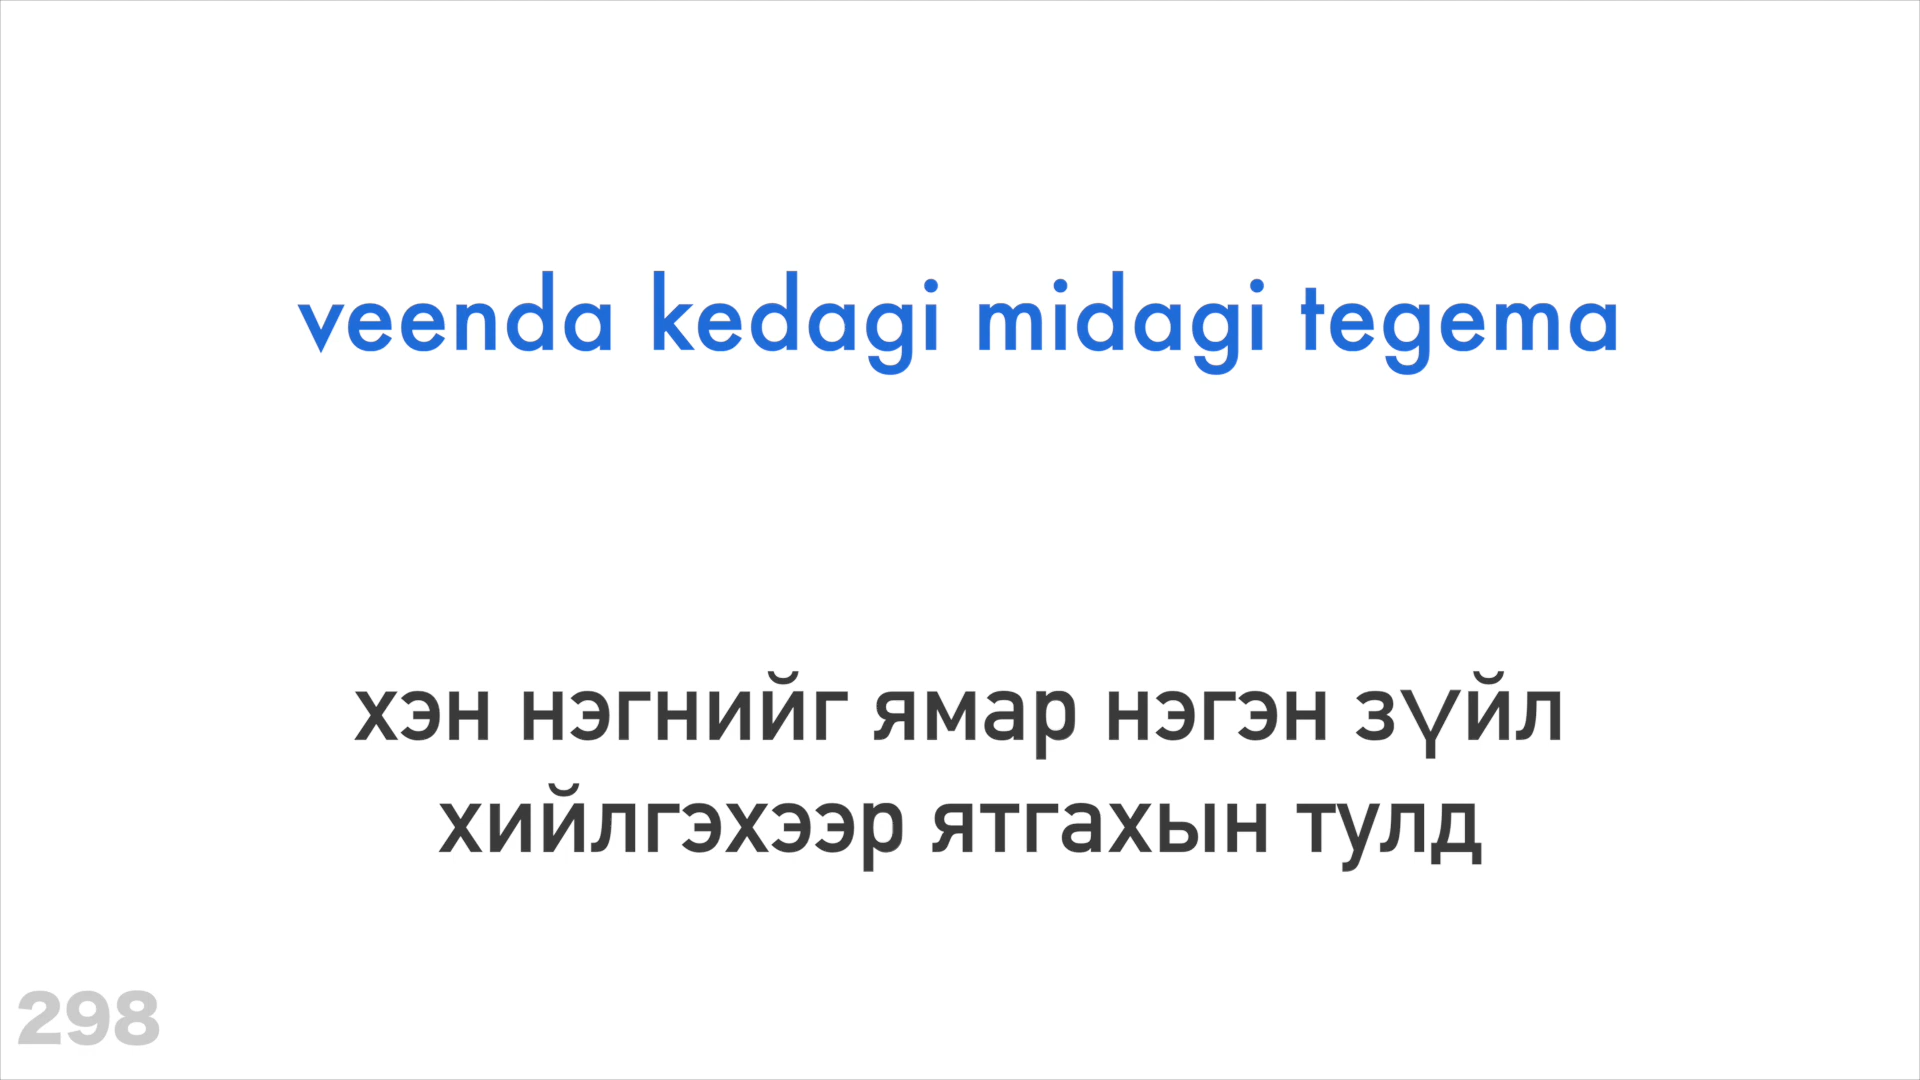 veenda kedagi midagi tegema
хэн нэгнийг ямар нэгэн зүйл
хийлгэхээр ятгахын тулд
298